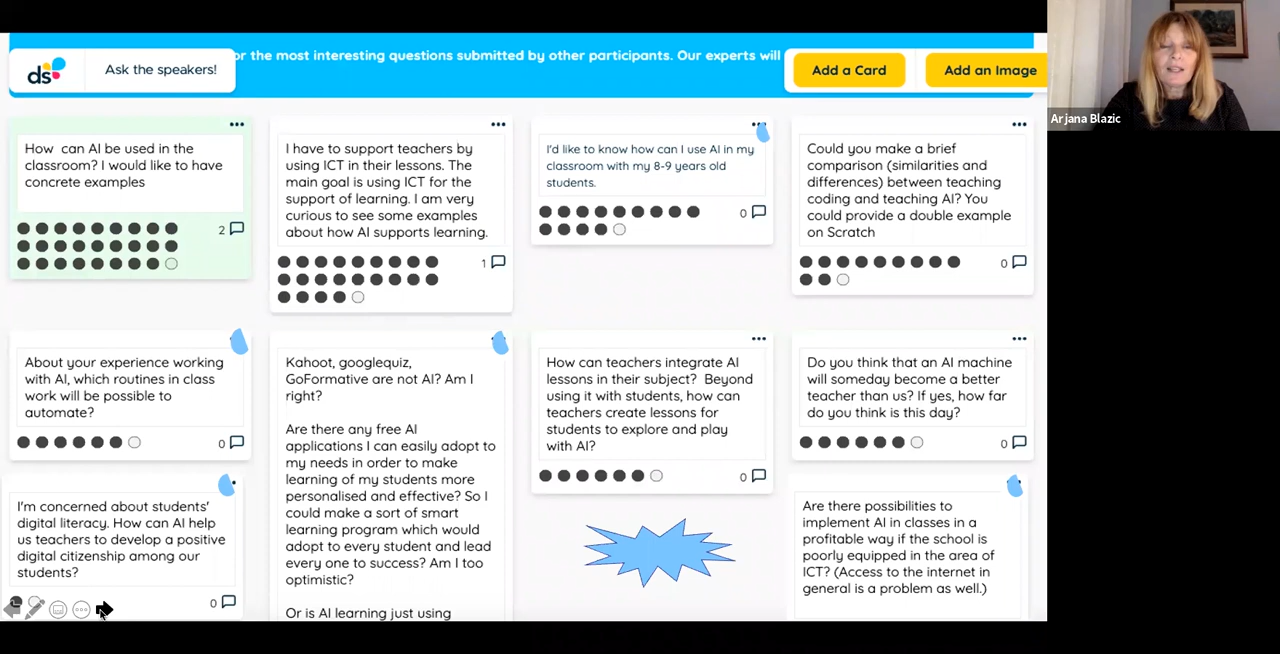 or the most interesting questions submitted by other participants. Our experts will
ds
Ask the speakers!
Add a Card
Add an Image
Arjana Blazic
How can AI be used in the
classroom? I would like to have
concrete examples
2
I have to support teachers by
using ICT in their lessons. The
main goal is using ICT for the
support of learning. I am very
curious to see some examples
about how AI supports learning.
1
I'd like to know how can I use AI in my
classroom with my 8-9 years old
students.
0
Could you make a brief
comparison (similarities and
differences) between teaching
coding and teaching AI? You
could provide a double example
on Scratch
0
About your experience working
with AI, which routines in class
work will be possible to
automate?
0
Kahoot, googlequiz,
GoFormative are not AI? Am I
right?
Are there any free AI
applications I can easily adopt to
my needs in order to make
learning of my students more
personalised and effective? So I
could make a sort of smart
learning program which would
adopt to every student and lead
every one to success? Am I too
optimistic?
Or is AI learning just using
How can teachers integrate AI
lessons in their subject? Beyond
using it with students, how can
teachers create lessons for
students to explore and play
with AI?
0
Do you think that an AI machine
will someday become a better
teacher than us? If yes, how far
do you think is this day?
0
I'm concerned about students'
digital literacy. How can AI help
us teachers to develop a positive
digital citizenship among our
students?
0
Are there possibilities to
implement AI in classes in a
profitable way if the school is
poorly equipped in the area of
ICT? (Access to the internet in
general is a problem as well.)